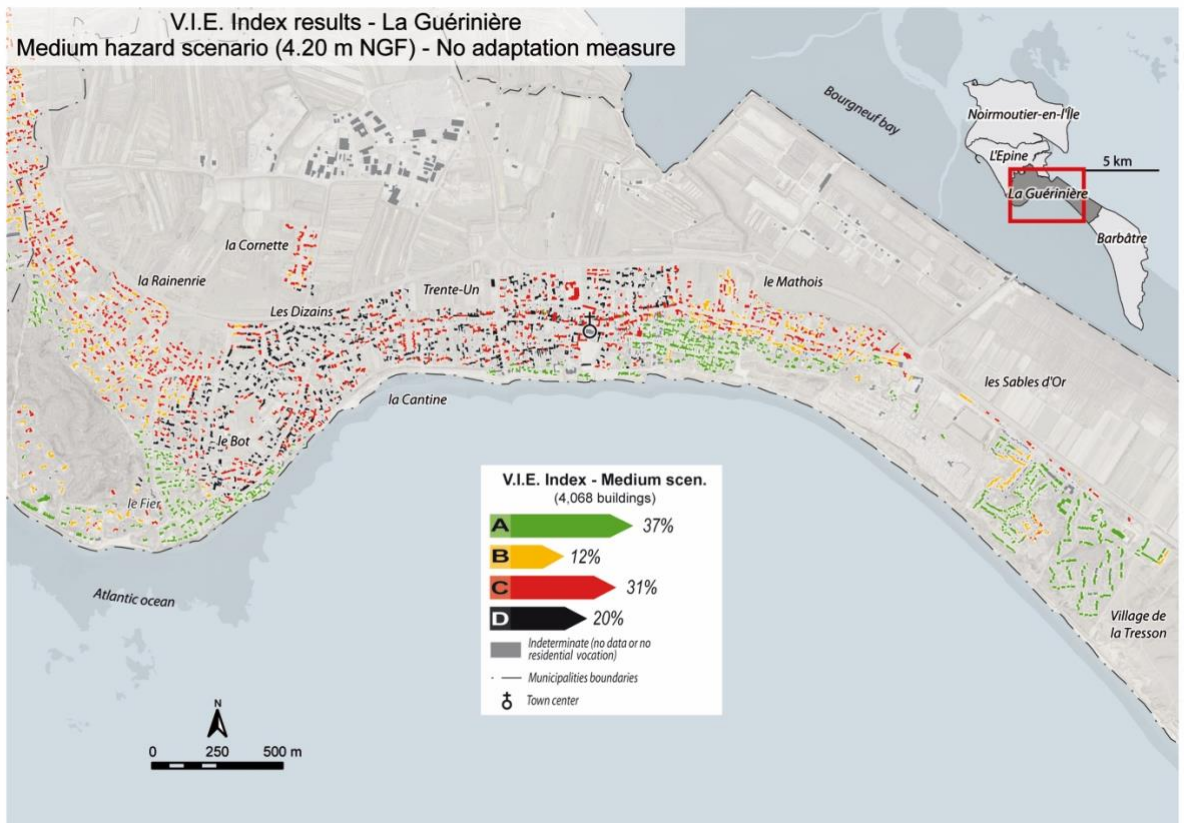 V.I.E. Index results - La Guérinière
Medium hazard scenario (4.20 m NGF) - No adaptation measure
Bourgneuf bay
Noirmoutier-en-l'Île
L'Epine
5 km
La Guérinière
Barbâtre
la Cornette
la Rainenrie
Trente-Un
le Mathois
Les Dizains
les Sables d'Or
la Cantine
le Bot
le Fier
Atlantic ocean
Village de
la Tresson
V.I.E. Index - Medium scen.
(4,068 buildings)
A 37%
B 12%
C 31%
D 20%
Indeterminate (no data or no
residential vocation)
Municipalities boundaries
Town center
N
0 250 500 m